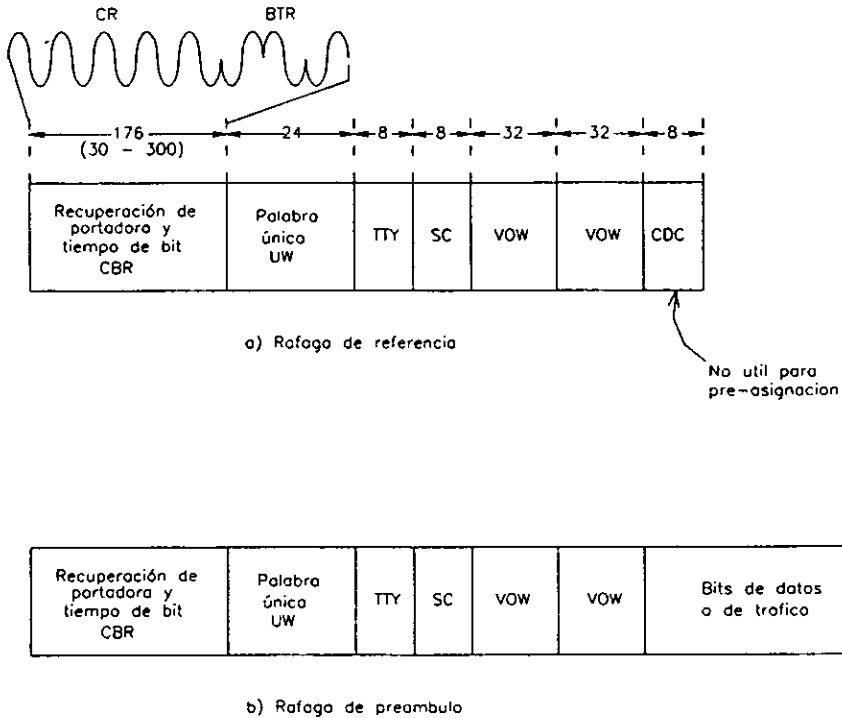 CR
BTR
176
(30 - 300)
24
8
8
32
32
8
Recuperación de
portadora y
tiempo de bit
CBR
Palabra
única
UW
TTY
SC
VOW
VOW
CDC
a) Rafaga de referencia
No util para
pre-asignacion
Recuperación de
portadora y
tiempo de bit
CBR
Palabra
única
UW
TTY
SC
VOW
VOW
Bits de datos
o de trafico
b) Rafaga de preambulo